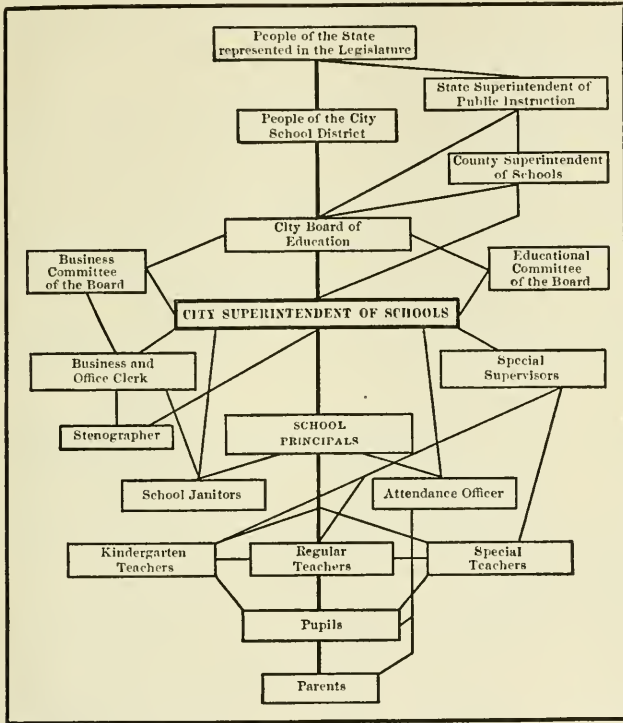 People of the State
represented in the Legislature
State Superintendent of
Public Instruction
People of the City
School District
County Superintendent
of Schools
City Board of
Education
Business
Committee
of the Board
Educational
Committee
of the Board
CITY SUPERINTENDENT OF SCHOOLS
Business and
Office Clerk
Special
Supervisors
Stenographer
SCHOOL
PRINCIPALS
School Janitors
Attendance Officer
Kindergarten
Teachers
Regular
Teachers
Special
Teachers
Pupils
Parents